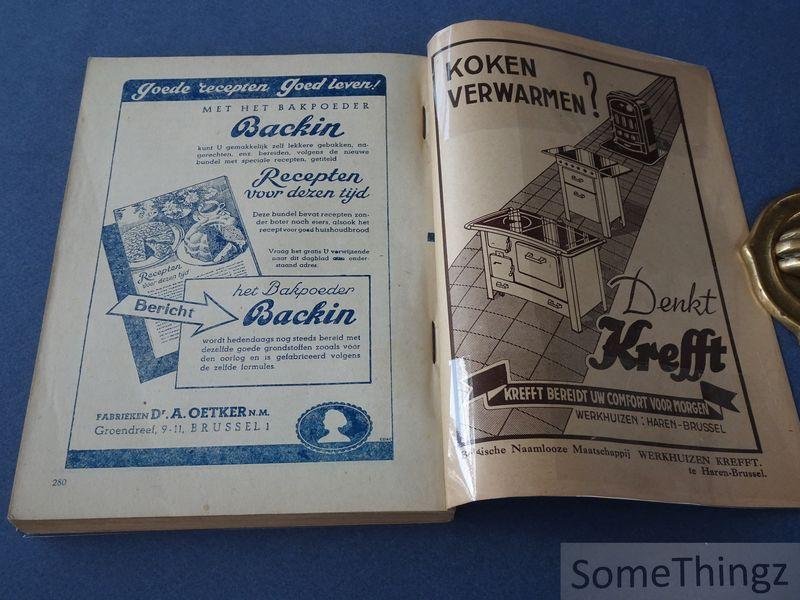 Goede recepten Goed leven!
MET HET BAKPOEDER
Backin
kunt U gemakkelijk zelf lekkere gebakken, na-
gerechten, enz. bereiden, volgens de nieuwe
bundel met speciale recepten, getiteld
Recepten
voor dezen tijd
Deze bundel bevat recepten zon-
der boter noch eiers, alsook het
recept voor goed huishoudbrood
Vraag het gratis U verwijzende
naar dit dagblad aan onder-
staand adres.
Recepten
voor dezen tijd
Bericht
het Bakpoeder
Backin
wordt hedendaags nog steeds bereid met
dezelfde goede grondstoffen zooals vóór
den oorlog en is gefabriceerd volgens
de zelfde formules.
FABRIEKEN Dr. A. OETKER N.M.
Groendreef, 9-11, BRUSSEL 1
280
KOKEN
VERWARMEN?
Denkt
Krefft
KREFFT BEREIDT UW COMFORT VOOR MORGEN
WERKHUIZEN: HAREN-BRUSSEL
Belgische Naamlooze Maatschappij WERKHUIZEN KREFFT.
te Haren-Brussel.
SomeThingz